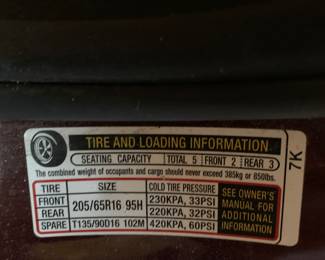 TIRE AND LOADING INFORMATION
SEATING CAPACITY TOTAL 5 FRONT 2 REAR 3
The combined weight of occupants and cargo should never exceed 385kg or 850lbs.
TIRE SIZE COLD TIRE PRESSURE
FRONT 205/65R16 95H 230KPA, 33PSI
REAR 220KPA, 32PSI
SPARE T135/90D16 102M 420KPA, 60PSI
SEE OWNER'S
MANUAL FOR
ADDITIONAL
INFORMATION
7K